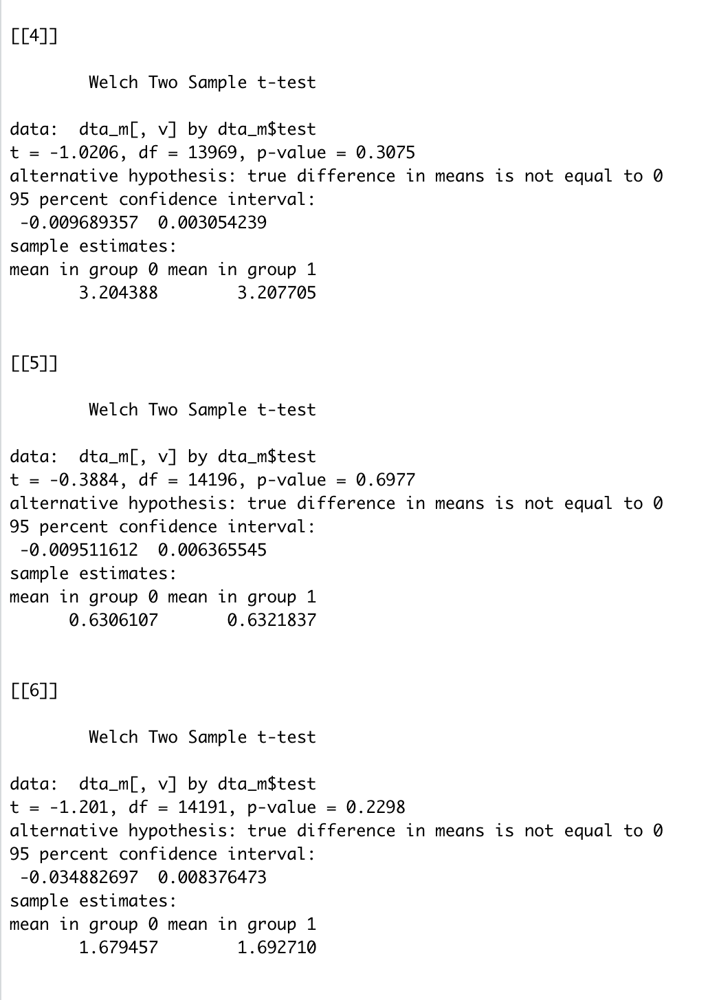 [[4]]
Welch Two Sample t-test
data:  dta_m[, v] by dta_m$test
t = -1.0206, df = 13969, p-value = 0.3075
alternative hypothesis: true difference in means is not equal to 0
95 percent confidence interval:
 -0.009689357  0.003054239
sample estimates:
mean in group 0 mean in group 1
       3.204388        3.207705
[[5]]
Welch Two Sample t-test
data:  dta_m[, v] by dta_m$test
t = -0.3884, df = 14196, p-value = 0.6977
alternative hypothesis: true difference in means is not equal to 0
95 percent confidence interval:
 -0.009511612  0.006365545
sample estimates:
mean in group 0 mean in group 1
      0.6306107       0.6321837
[[6]]
Welch Two Sample t-test
data:  dta_m[, v] by dta_m$test
t = -1.201, df = 14191, p-value = 0.2298
alternative hypothesis: true difference in means is not equal to 0
95 percent confidence interval:
 -0.034882697  0.008376473
sample estimates:
mean in group 0 mean in group 1
       1.679457        1.692710